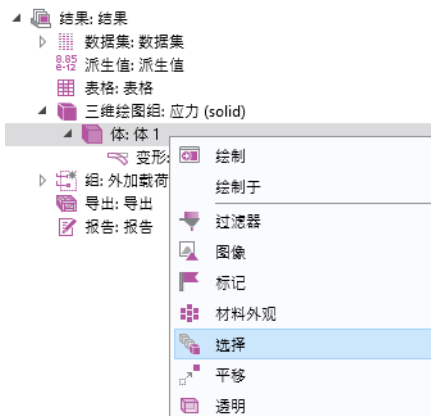 结果: 结果
数据集: 数据集
8.85
e-12
派生值: 派生值
表格: 表格
三维绘图组: 应力 (solid)
体: 体 1
变形:
组: 外加载荷
导出: 导出
报告: 报告
绘制
绘制于
过滤器
图像
标记
材料外观
选择
平移
透明